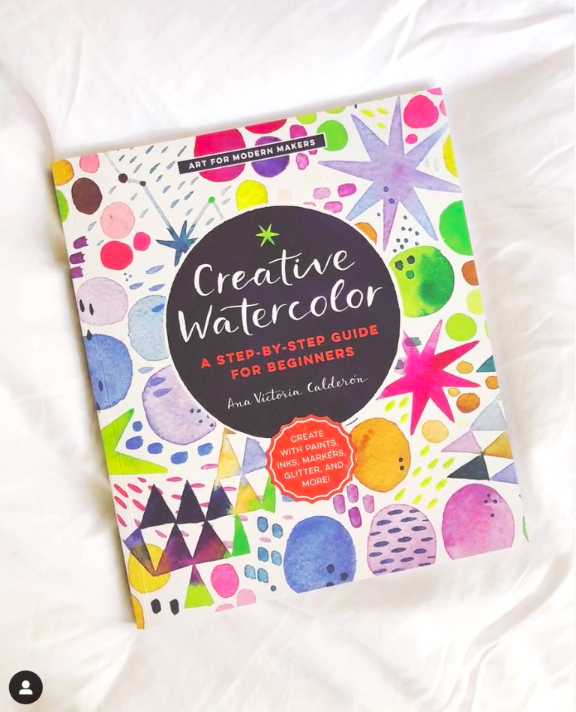 ART FOR MODERN MAKERS
Creative
Watercolor
A STEP-BY-STEP GUIDE
FOR BEGINNERS
Ana Victoria Calderón
CREATE
WITH PAINTS,
INKS, MARKERS,
GLITTER, AND
MORE!